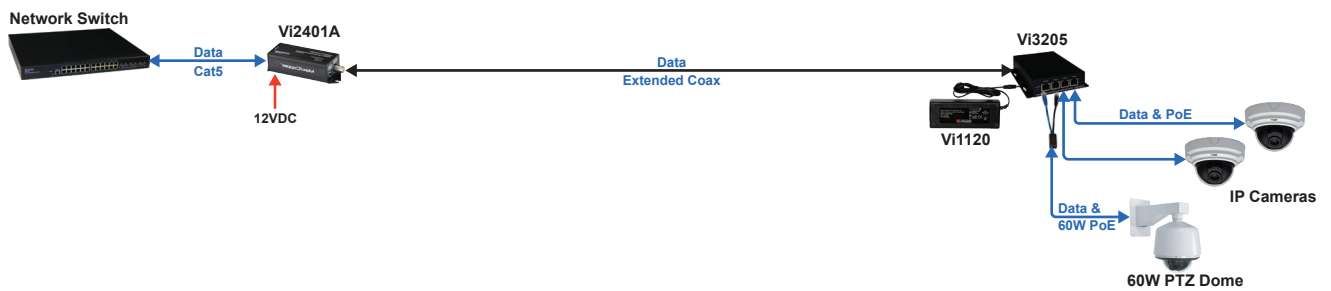 Network Switch
Vi2401A
Data
Cat5
12VDC
Data
Extended Coax
Vi3205
Vi1120
Data & PoE
IP Cameras
Data &
60W PoE
60W PTZ Dome